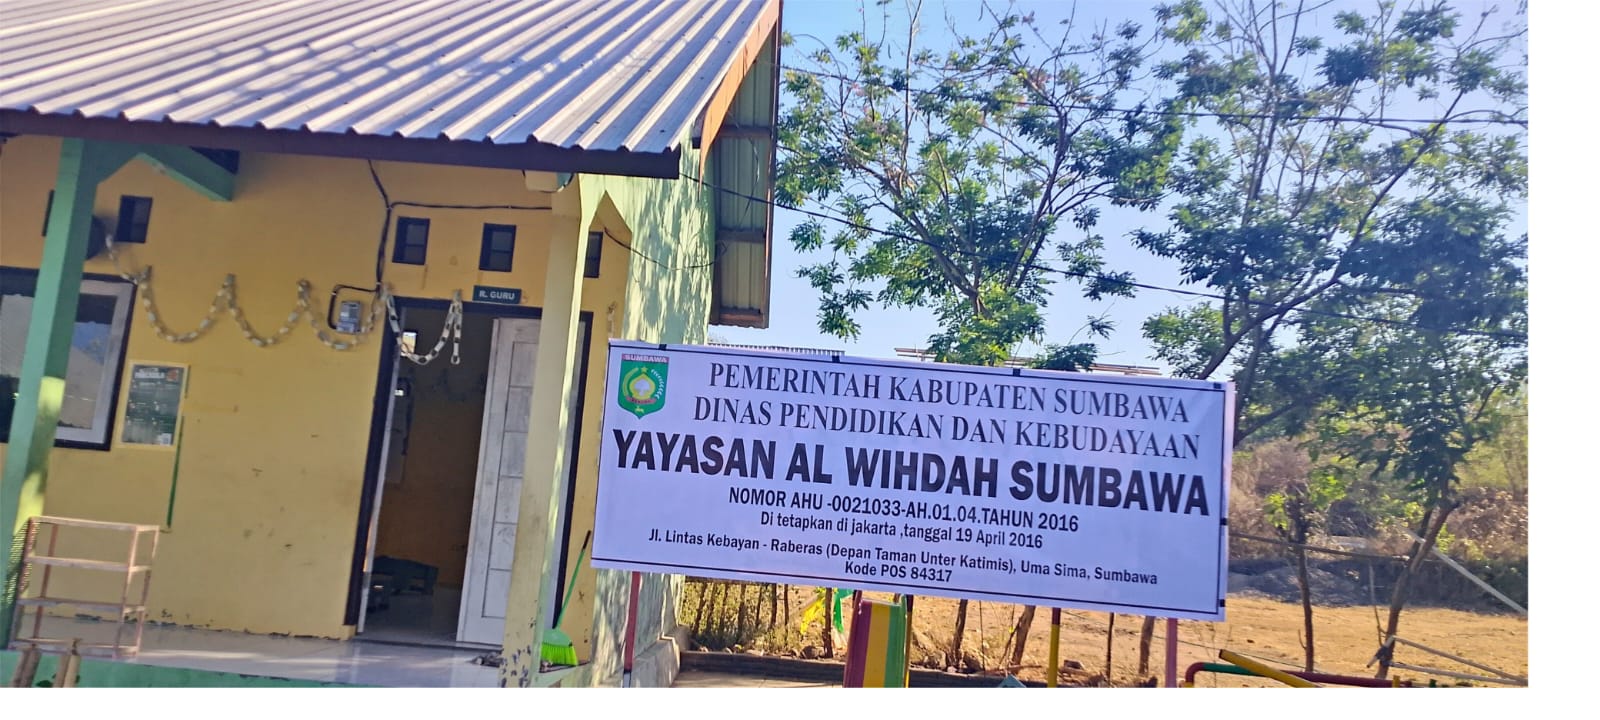 R. GURU
SUMBAWA
PEMERINTAH KABUPATEN SUMBAWA
DINAS PENDIDIKAN DAN KEBUDAYAAN
YAYASAN AL WIHDAH SUMBAWA
NOMOR AHU -0021033-AH.01.04.TAHUN 2016
Di tetapkan di jakarta ,tanggal 19 April 2016
Jl. Lintas Kebayan - Raberas (Depan Taman Unter Katimis), Uma Sima, Sumbawa
Kode POS 84317